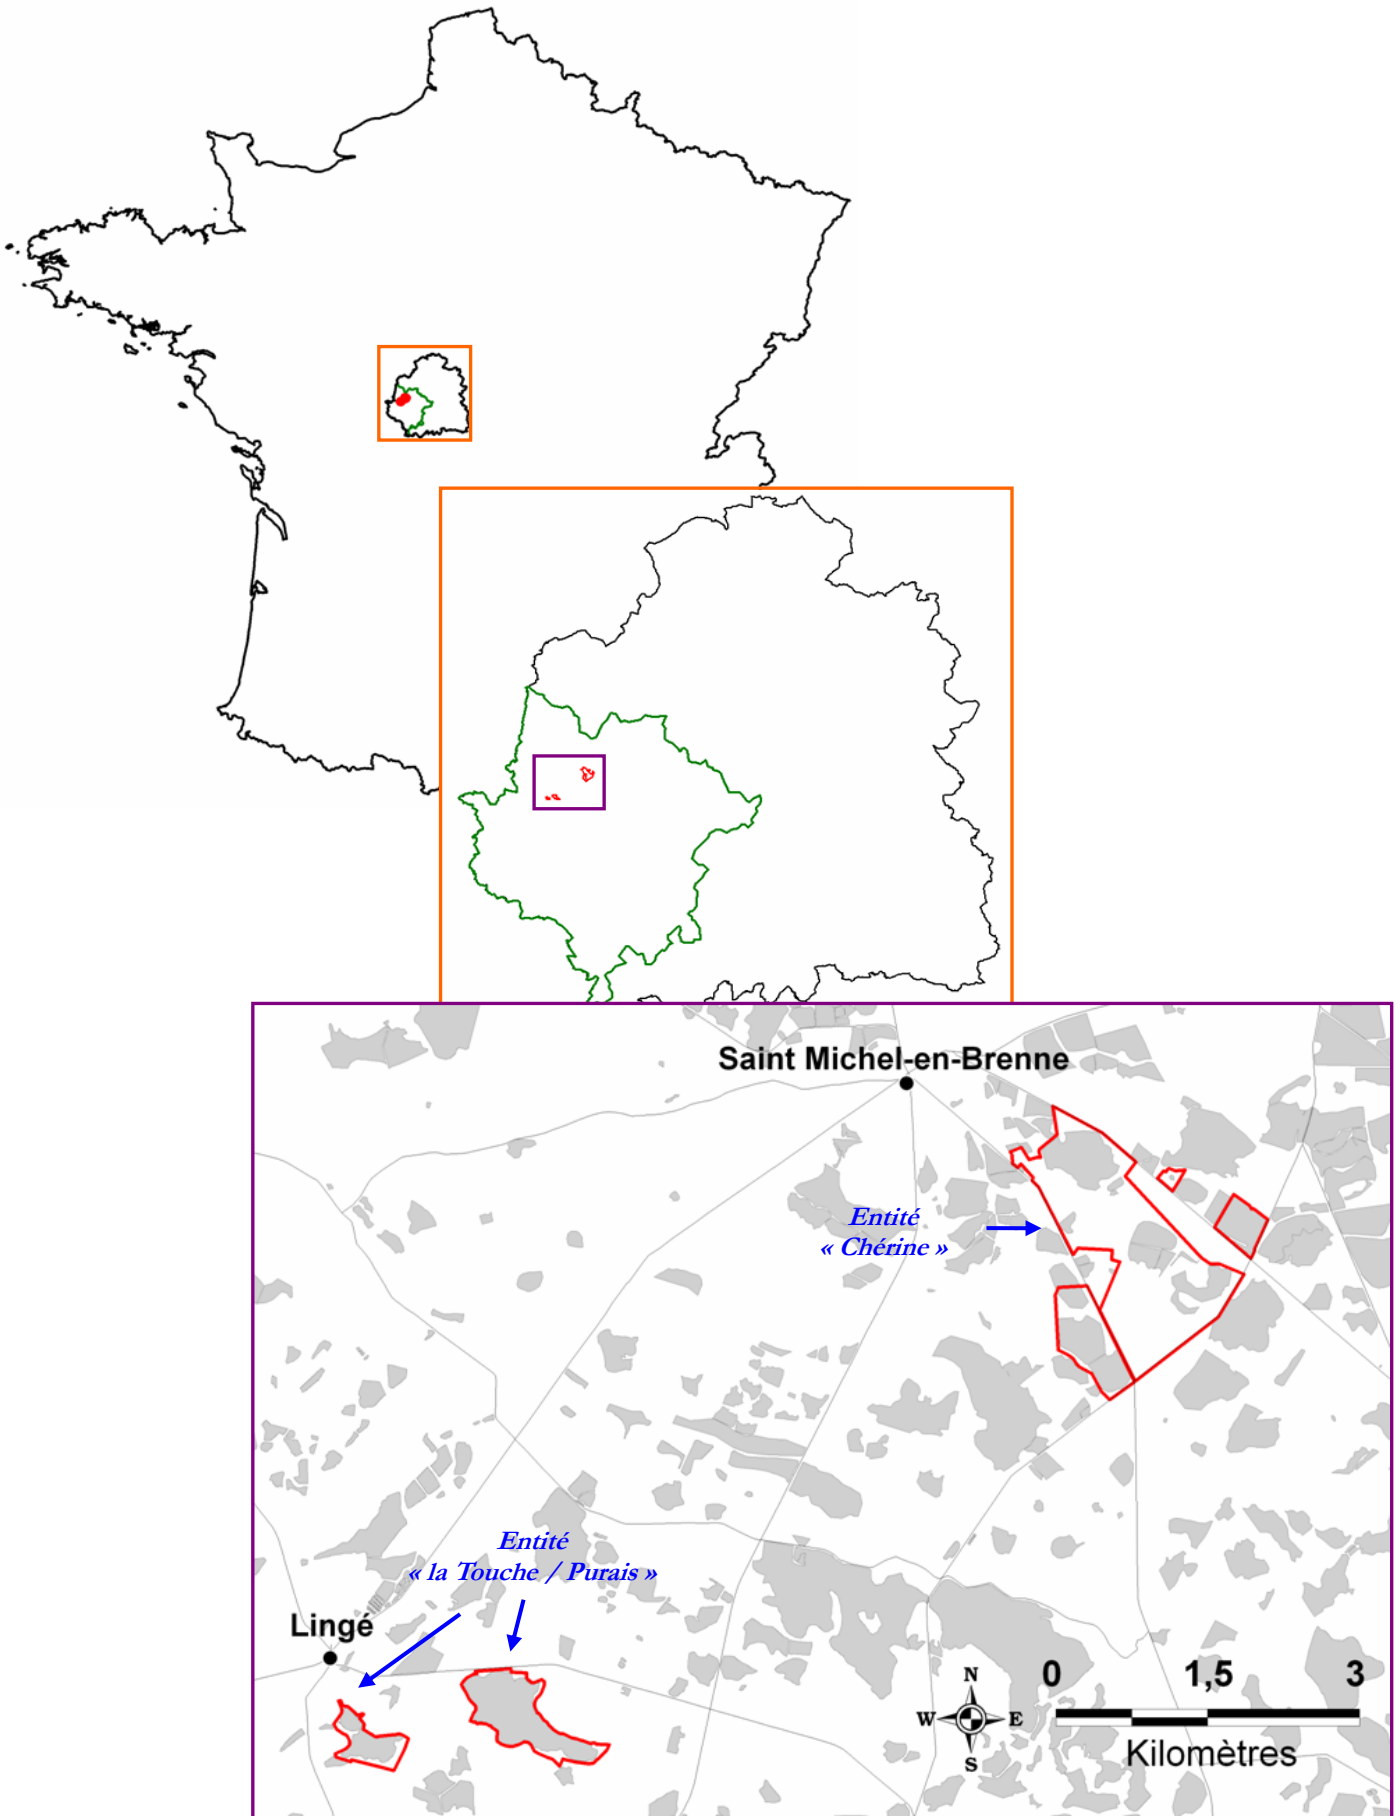 Saint Michel-en-Brenne
Entité
« Chérine »
Entité
« la Touche / Purais »
Lingé
0 1,5 3
Kilomètres
N
W E
S